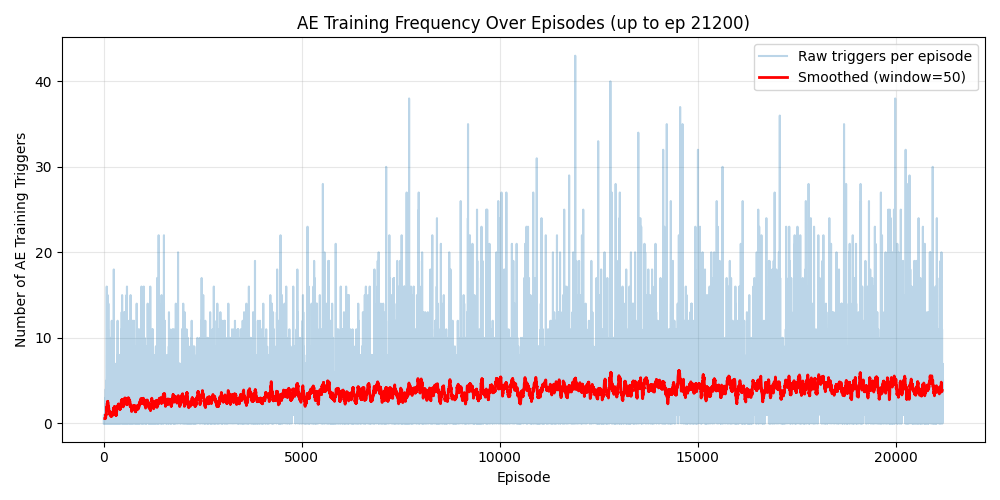 AE Training Frequency Over Episodes (up to ep 21200)
Raw triggers per episode
Smoothed (window=50)
Number of AE Training Triggers
40
30
20
10
0
0 5000 10000 15000 20000
Episode